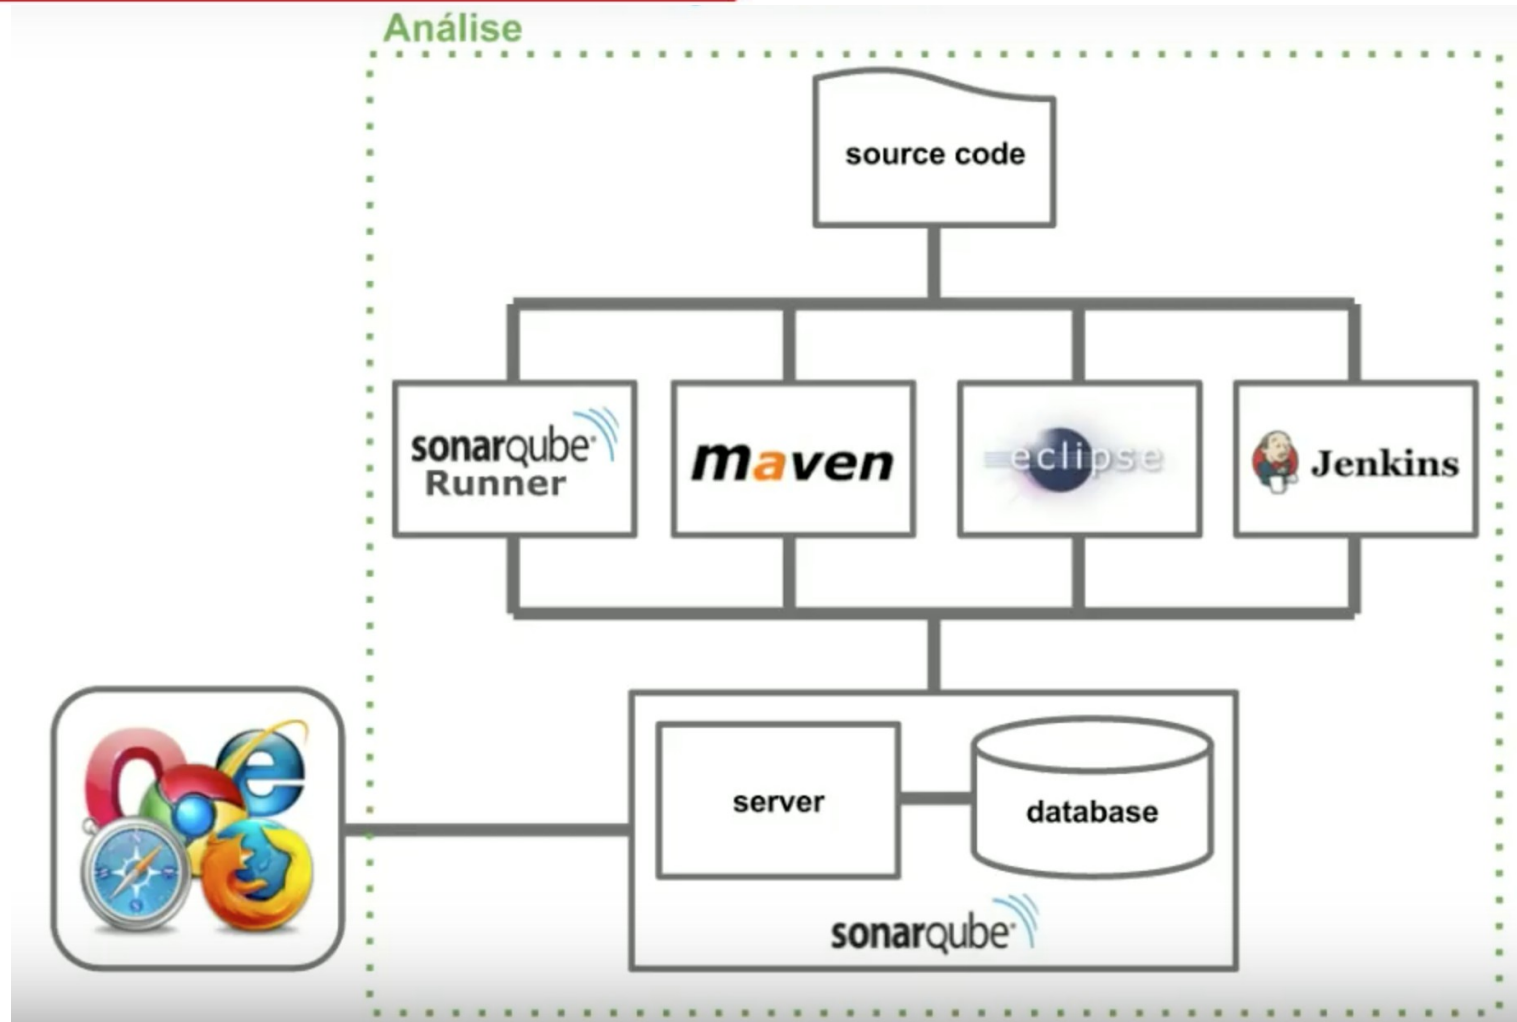 Análise
source code
sonarqube
Runner
maven
eclipse
Jenkins
server
database
sonarqube